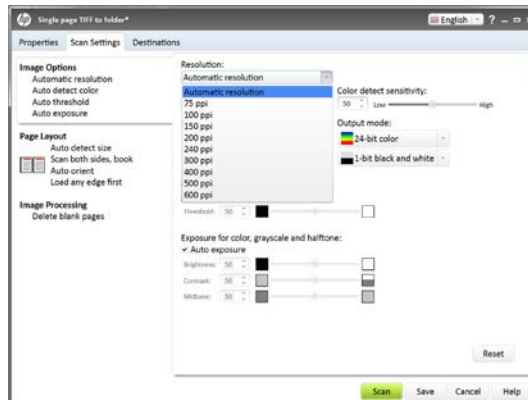 hp Single page TIFF to folder* English ?
Properties Scan Settings Destinations
Image Options
Automatic resolution
Auto detect color
Auto threshold
Auto exposure
Page Layout
Auto detect size
Scan both sides, book
Auto orient
Load any edge first
Image Processing
Delete blank pages
Resolution:
Automatic resolution
Automatic resolution
75 ppi
100 ppi
150 ppi
200 ppi
240 ppi
300 ppi
400 ppi
500 ppi
600 ppi
Color detect sensitivity:
50 Low High
Output mode:
24-bit color
1-bit black and white
Threshold: 50
Exposure for color, grayscale and halftone:
✓ Auto exposure
Brightness: 50
Contrast: 50
Midtone: 50
Reset
Scan Save Cancel Help